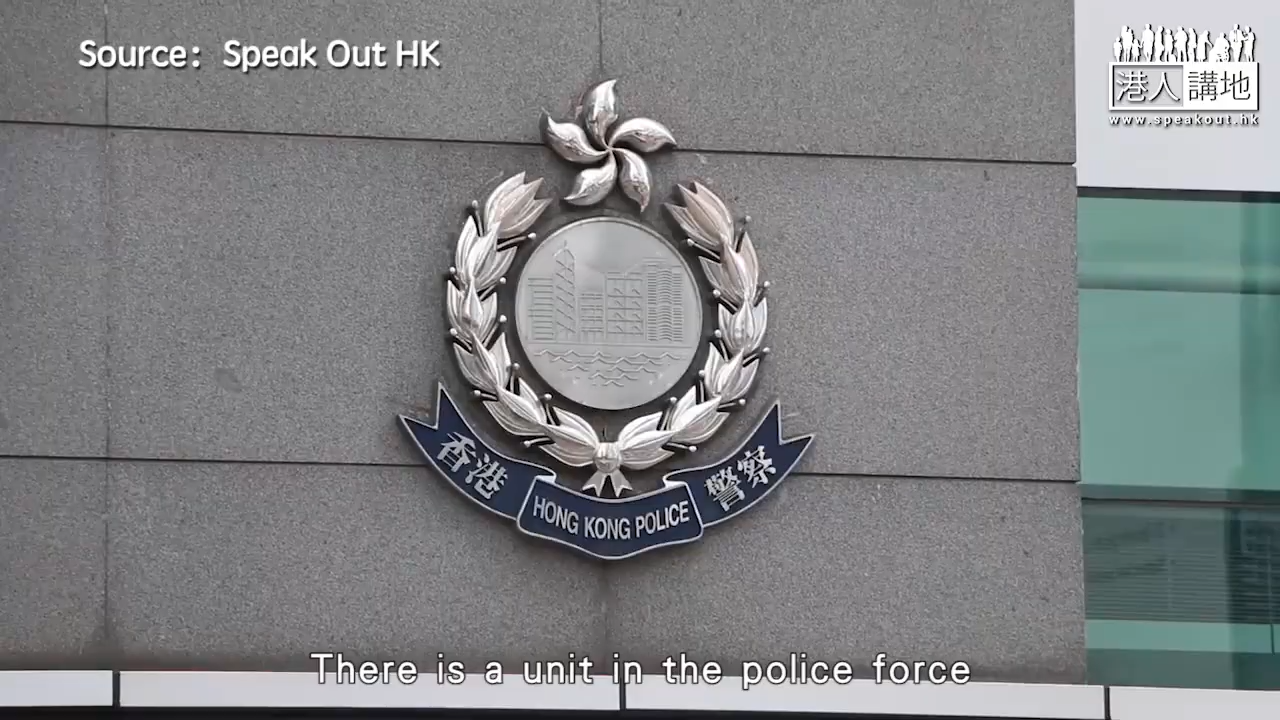 Source: Speak Out HK
港人講地
www.speakout.hk
香港
HONG KONG POLICE
警察
There is a unit in the police force